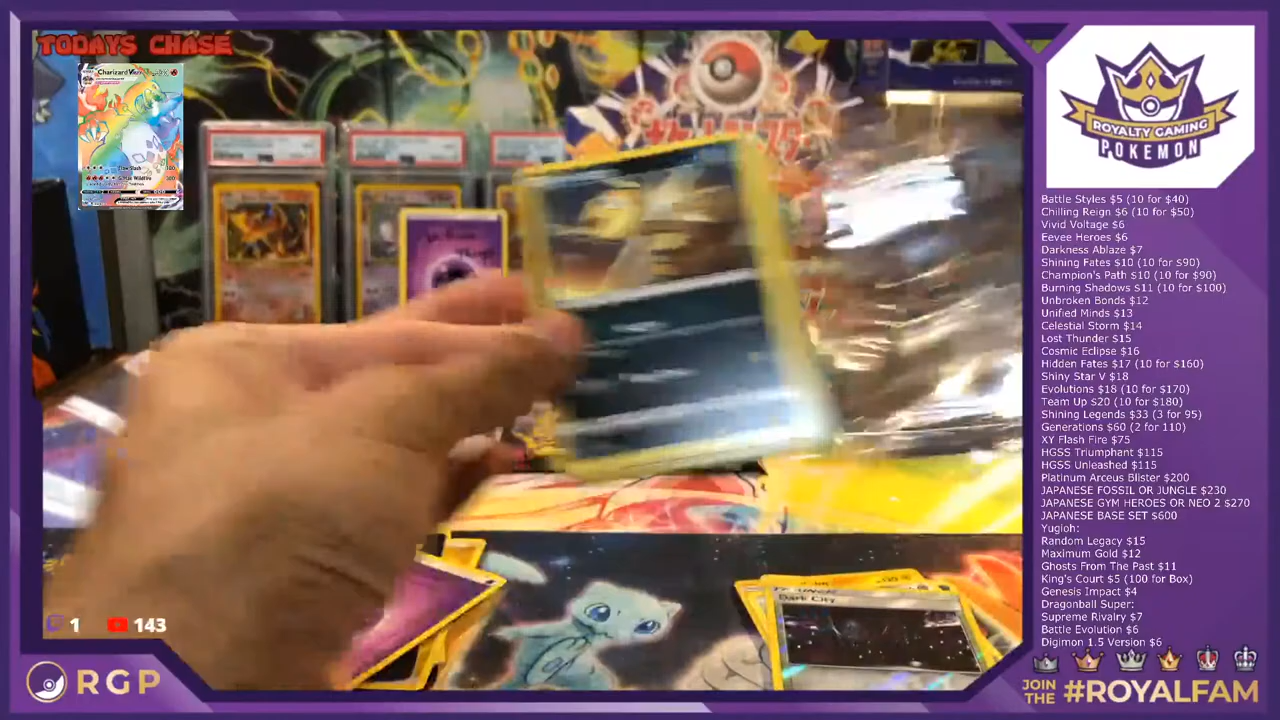 TODAYS CHASE
Charizard
G-Max Wildfire
300
Dark City
1
143
RGP
ROYALTY GAMING
POKEMON
Battle Styles $5 (10 for $40)
Chilling Reign $6 (10 for $50)
Vivid Voltage $6
Eevee Heroes $6
Darkness Ablaze $7
Shining Fates $10 (10 for $90)
Champion's Path $10 (10 for $90)
Burning Shadows $11 (10 for $100)
Unbroken Bonds $12
Unified Minds $13
Celestial Storm $14
Lost Thunder $15
Cosmic Eclipse $16
Hidden Fates $17 (10 for $160)
Shiny Star V $18
Evolutions $18 (10 for $170)
Team Up $20 (10 for $180)
Shining Legends $33 (3 for 95)
Generations $60 (2 for 110)
XY Flash Fire $75
HGSS Triumphant $115
HGSS Unleashed $115
Platinum Arceus Blister $200
JAPANESE FOSSIL OR JUNGLE $230
JAPANESE GYM HEROES OR NEO 2 $270
JAPANESE BASE SET $600
Yugioh:
Random Legacy $15
Maximum Gold $12
Ghosts From The Past $11
King's Court $5 (100 for Box)
Genesis Impact $4
Dragonball Super:
Supreme Rivalry $7
Battle Evolution $6
Digimon 1.5 Version $6
JOIN
THE
#ROYALFAM